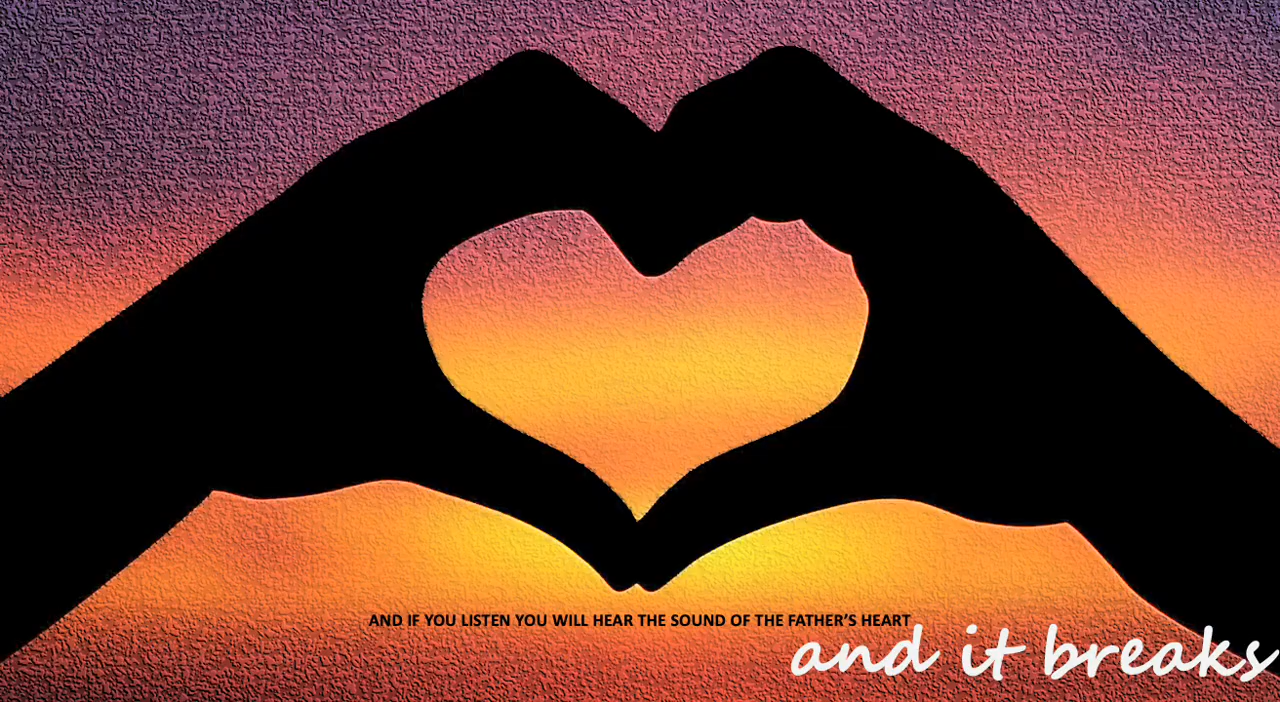 AND IF YOU LISTEN YOU WILL HEAR THE SOUND OF THE FATHER’S HEART
and it breaks